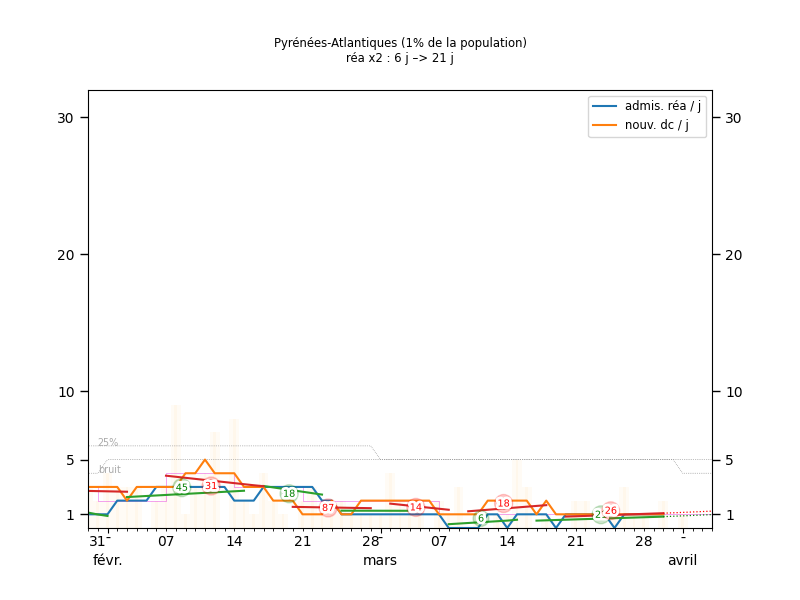 Pyrénées-Atlantiques (1% de la population)
réa x2 : 6 j –> 21 j
admis. réa / j
nouv. dc / j
30 30
20 20
10 10
5 5
1 1
25%
bruit
45 31 18 87 14 6 18 26
31 07 14 21 28 07 14 21 28 -
févr. mars avril